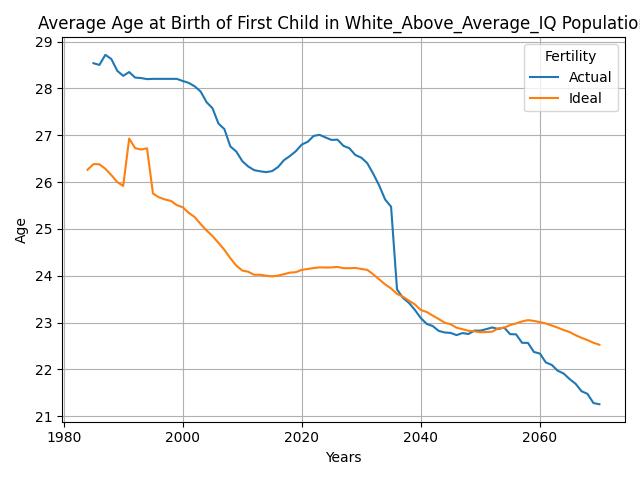 Average Age at Birth of First Child in White_Above_Average_IQ Population
Fertility
Actual
Ideal
29
28
27
26
25
24
23
22
21
Age
1980
2000
2020
2040
2060
Years